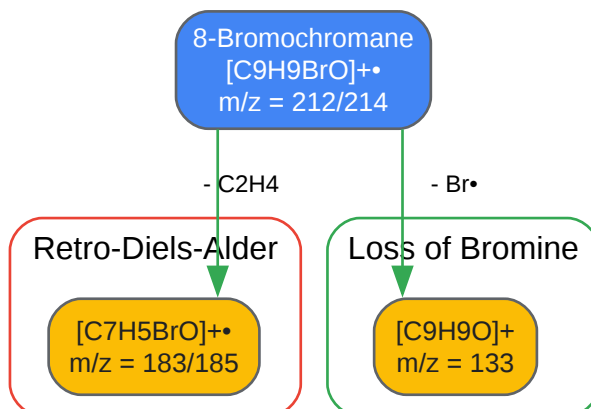 8-Bromochromane
[C9H9BrO]+•
m/z = 212/214
- C2H4
- Br•
Retro-Diels-Alder
Loss of Bromine
[C7H5BrO]+•
m/z = 183/185
[C9H9O]+
m/z = 133